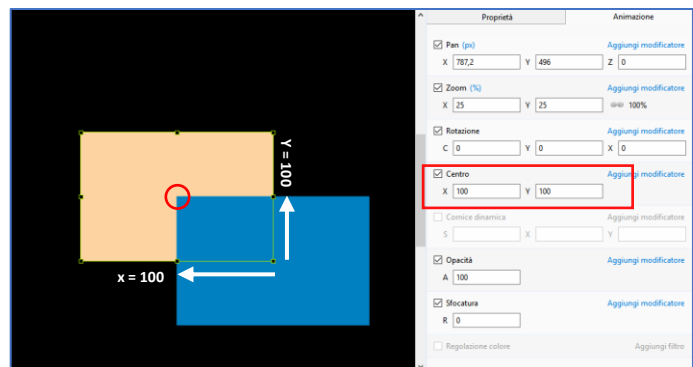 Proprietà Animazione
Pan (px) Aggiungi modificatore
X 787,2 Y 496 Z 0
Zoom (%) Aggiungi modificatore
X 25 Y 25 100%
Rotazione Aggiungi modificatore
C 0 Y 0 X 0
Centro Aggiungi modificatore
X 100 Y 100
Cornice dinamica Aggiungi modificatore
S X Y
Opacità Aggiungi modificatore
A 100
Sfocatura Aggiungi modificatore
R 0
Regolazione colore Aggiungi filtro
Y = 100
x = 100